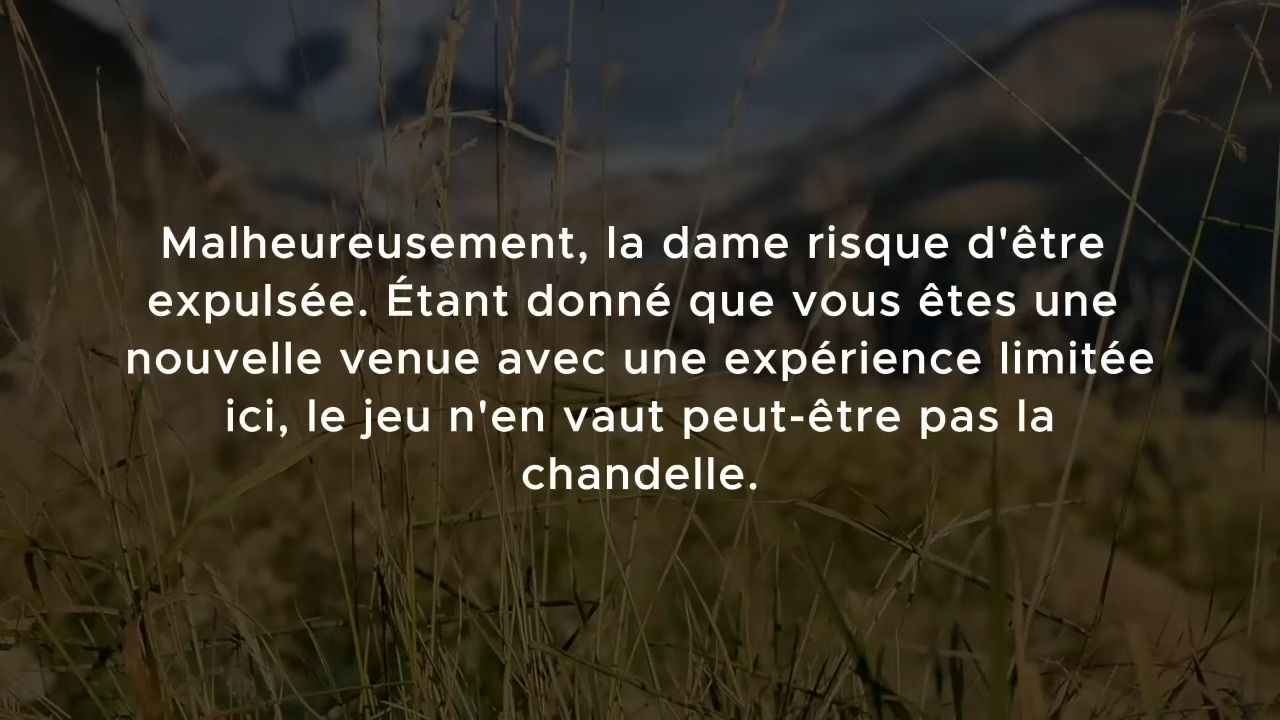 Malheureusement, la dame risque d'être
expulsée. Étant donné que vous êtes une
nouvelle venue avec une expérience limitée
ici, le jeu n'en vaut peut-être pas la
chandelle.